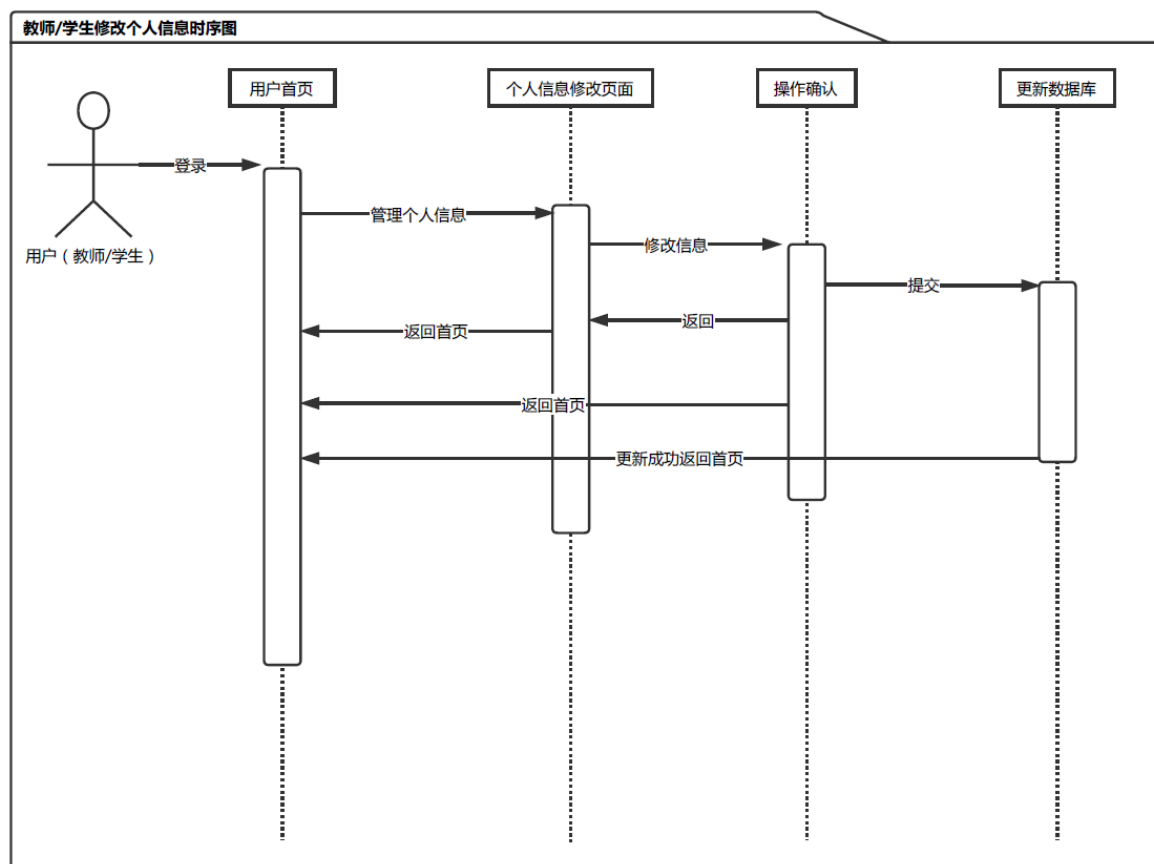 教师/学生修改个人信息时序图
用户首页
个人信息修改页面
操作确认
更新数据库
登录
用户（教师/学生）
管理个人信息
修改信息
提交
返回
返回首页
返回首页
更新成功返回首页